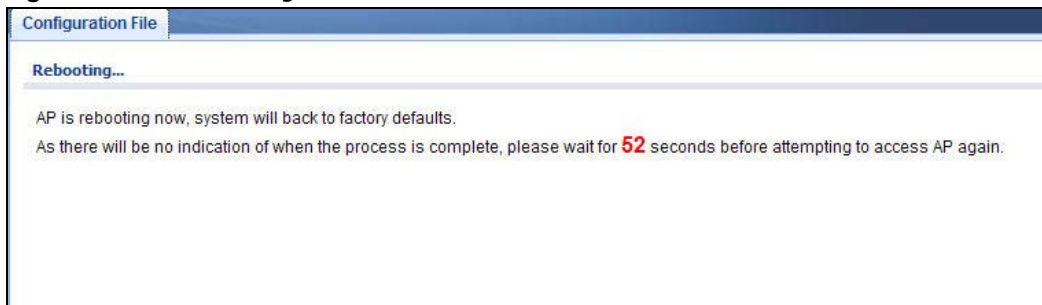 Configuration File
Rebooting...
AP is rebooting now, system will back to factory defaults.
As there will be no indication of when the process is complete, please wait for 52 seconds before attempting to access AP again.